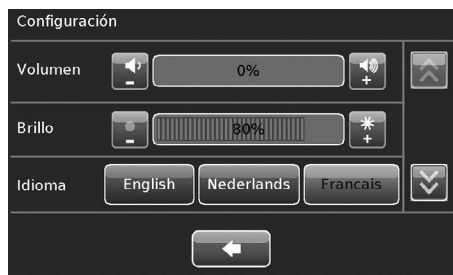 Configuración
Volumen 0%
Brillo 80%
Idioma English Nederlands Francais